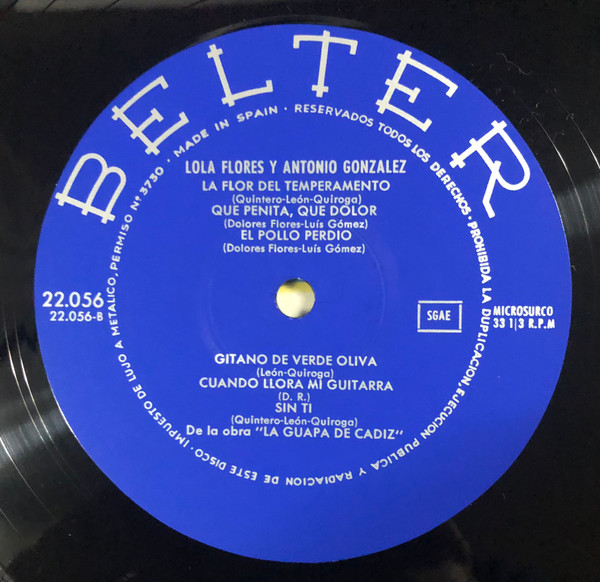 BELTER
IMPUESTO DE LUJO A METALICO, PERMISO Nº 3730 · MADE IN SPAIN · RESERVADOS TODOS LOS DERECHOS · PROHIBIDA LA DUPLICACION, EJECUCION PUBLICA Y RADIACION DE ESTE DISCO ·
LOLA FLORES Y ANTONIO GONZALEZ
LA FLOR DEL TEMPERAMENTO
(Quintero-León-Quiroga)
QUE PENITA, QUE DOLOR
(Dolores Flores-Luís Gómez)
EL POLLO PERDIO
(Dolores Flores-Luís Gómez)
22.056
22.056-B
SGAE
MICROSURCO
33 1|3 R.P.M
GITANO DE VERDE OLIVA
(León-Quiroga)
CUANDO LLORA MI GUITARRA
(D. R.)
SIN TI
(Quintero-León-Quiroga)
De la obra "LA GUAPA DE CADIZ"